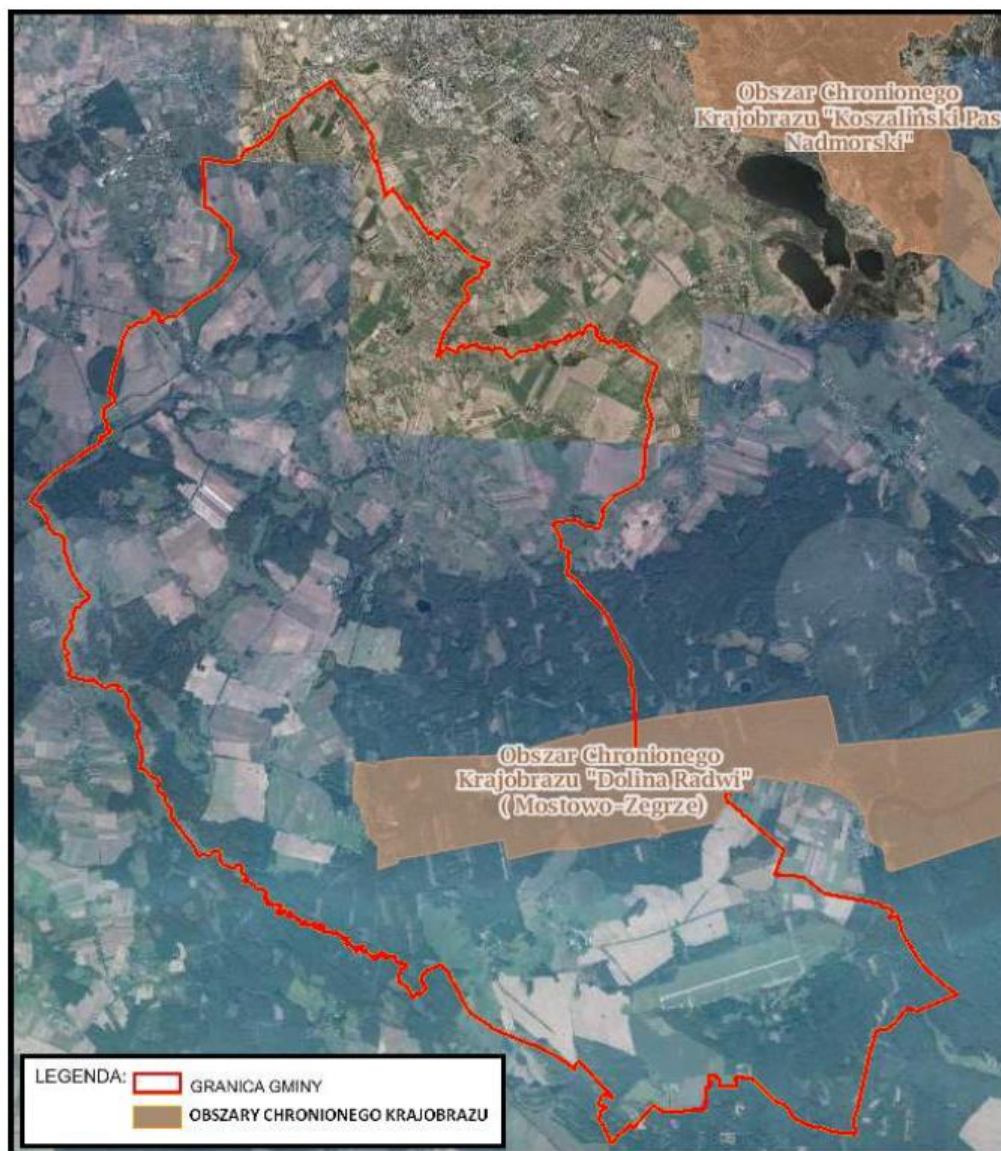 Obszar Chronionego
Krajobrazu "Koszaliński Pas
Nadmorski"
Obszar Chronionego
Krajobrazu "Dolina Radwi"
( Mostowo-Zegrze)
LEGENDA:
GRANICA GMINY
OBSZARY CHRONIONEGO KRAJOBRAZU